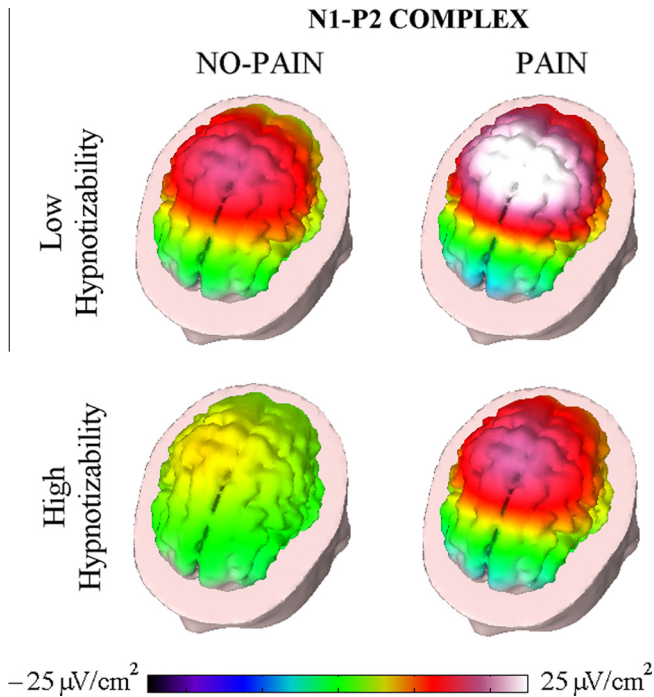 N1-P2 COMPLEX
NO-PAIN
PAIN
Low
Hypnotizability
High
Hypnotizability
−25 μV/cm²
25 μV/cm²